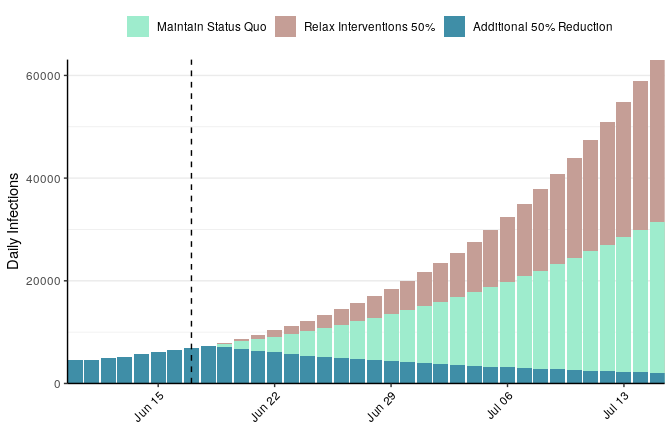 Maintain Status Quo Relax Interventions 50% Additional 50% Reduction
Daily Infections
60000
40000
20000
0
Jun 15 Jun 22 Jun 29 Jul 06 Jul 13